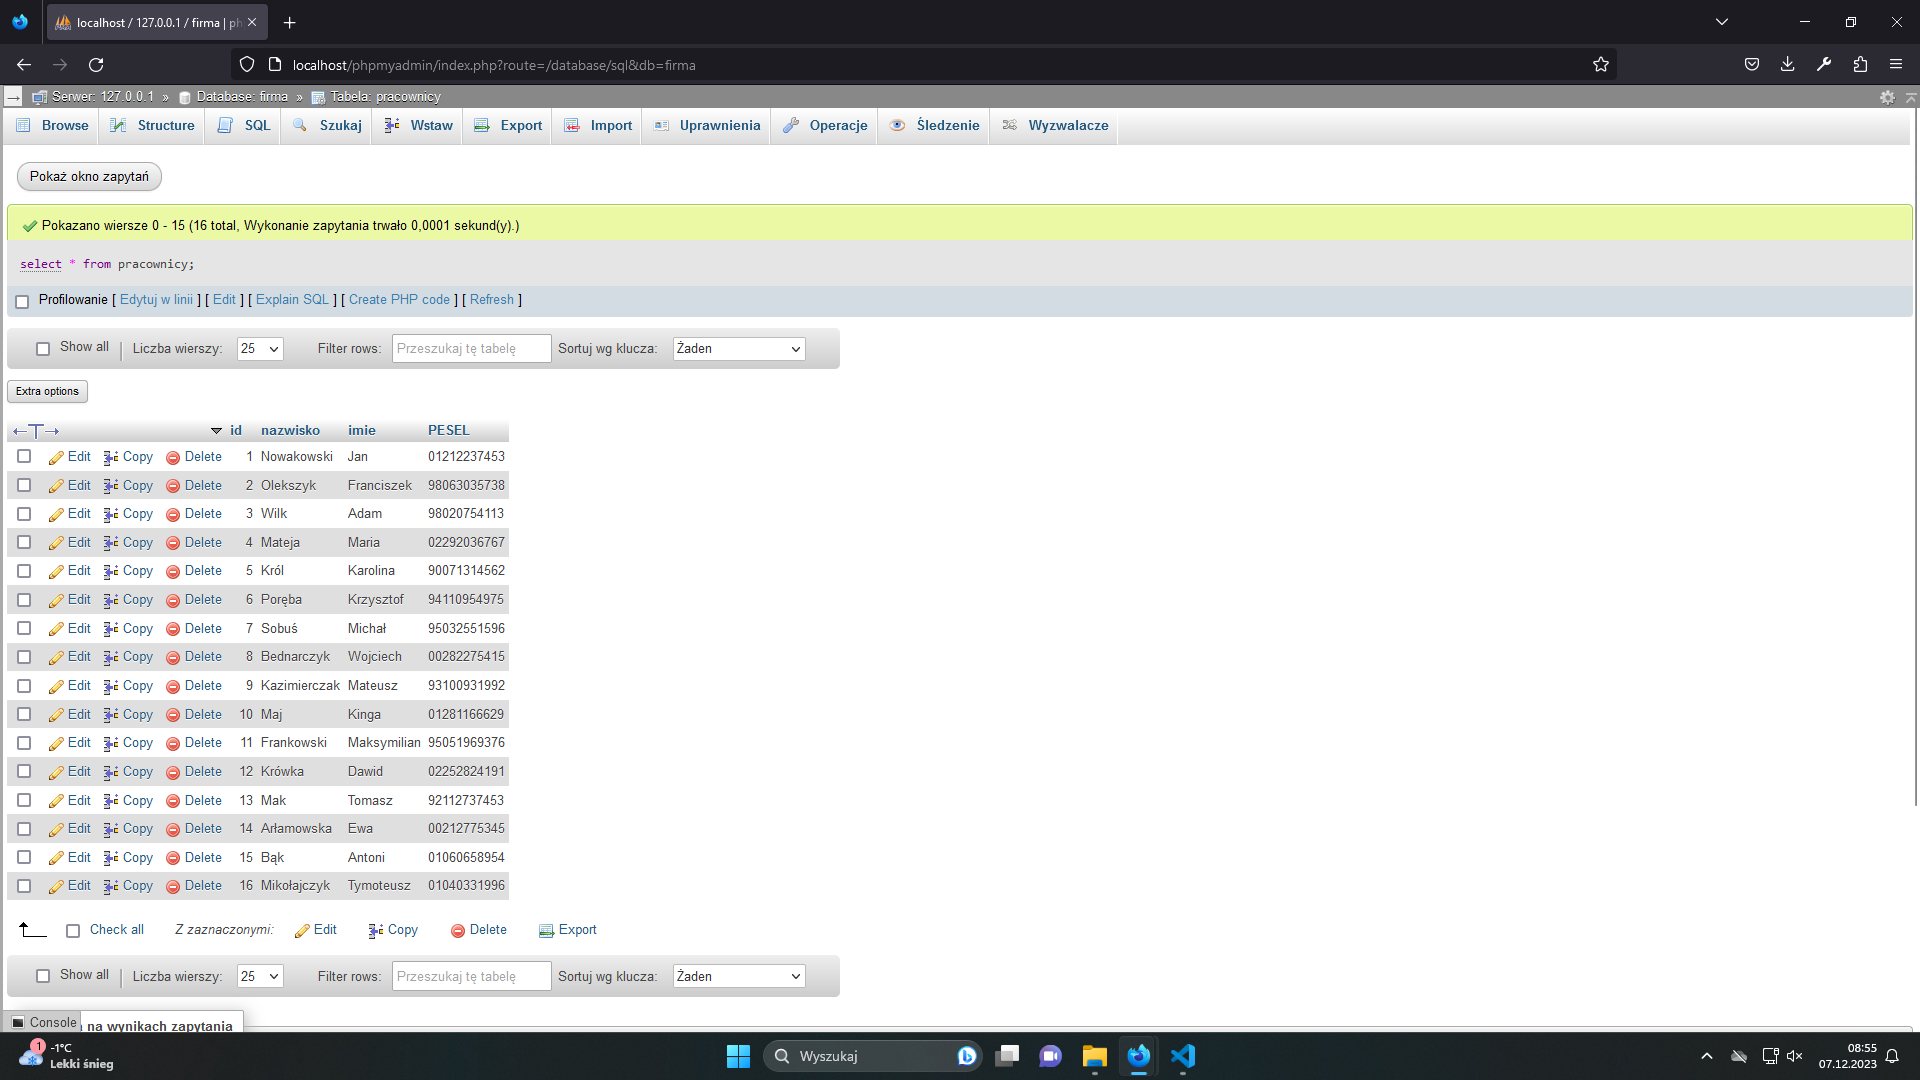 localhost / 127.0.0.1 / firma | ph
localhost/phpmyadmin/index.php?route=/database/sql&db=firma
Serwer: 127.0.0.1 » Database: firma » Tabela: pracownicy
Browse Structure SQL Szukaj Wstaw Export Import Uprawnienia Operacje Śledzenie Wyzwalacze
Pokaż okno zapytań
Pokazano wiersze 0 - 15 (16 total, Wykonanie zapytania trwało 0,0001 sekund(y).)
select * from pracownicy;
Profilowanie [ Edytuj w linii ] [ Edit ] [ Explain SQL ] [ Create PHP code ] [ Refresh ]
Show all Liczba wierszy: 25 Filter rows: Przeszukaj tę tabelę Sortuj wg klucza: Żaden
Extra options
id nazwisko imie PESEL
Edit Copy Delete 1 Nowakowski Jan 01212237453
Edit Copy Delete 2 Olekszyk Franciszek 98063035738
Edit Copy Delete 3 Wilk Adam 98020754113
Edit Copy Delete 4 Mateja Maria 02292036767
Edit Copy Delete 5 Król Karolina 90071314562
Edit Copy Delete 6 Poręba Krzysztof 94110954975
Edit Copy Delete 7 Sobuś Michał 95032551596
Edit Copy Delete 8 Bednarczyk Wojciech 00282275415
Edit Copy Delete 9 Kazimierczak Mateusz 93100931992
Edit Copy Delete 10 Maj Kinga 01281166629
Edit Copy Delete 11 Frankowski Maksymilian 95051969376
Edit Copy Delete 12 Krówka Dawid 02252824191
Edit Copy Delete 13 Mak Tomasz 92112737453
Edit Copy Delete 14 Arłamowska Ewa 00212775345
Edit Copy Delete 15 Bąk Antoni 01060658954
Edit Copy Delete 16 Mikołajczyk Tymoteusz 01040331996
Check all Z zaznaczonymi: Edit Copy Delete Export
Show all Liczba wierszy: 25 Filter rows: Przeszukaj tę tabelę Sortuj wg klucza: Żaden
Console na wynikach zapytania
1 -1°C
Lekki śnieg
Wyszukaj
08:55
07.12.2023